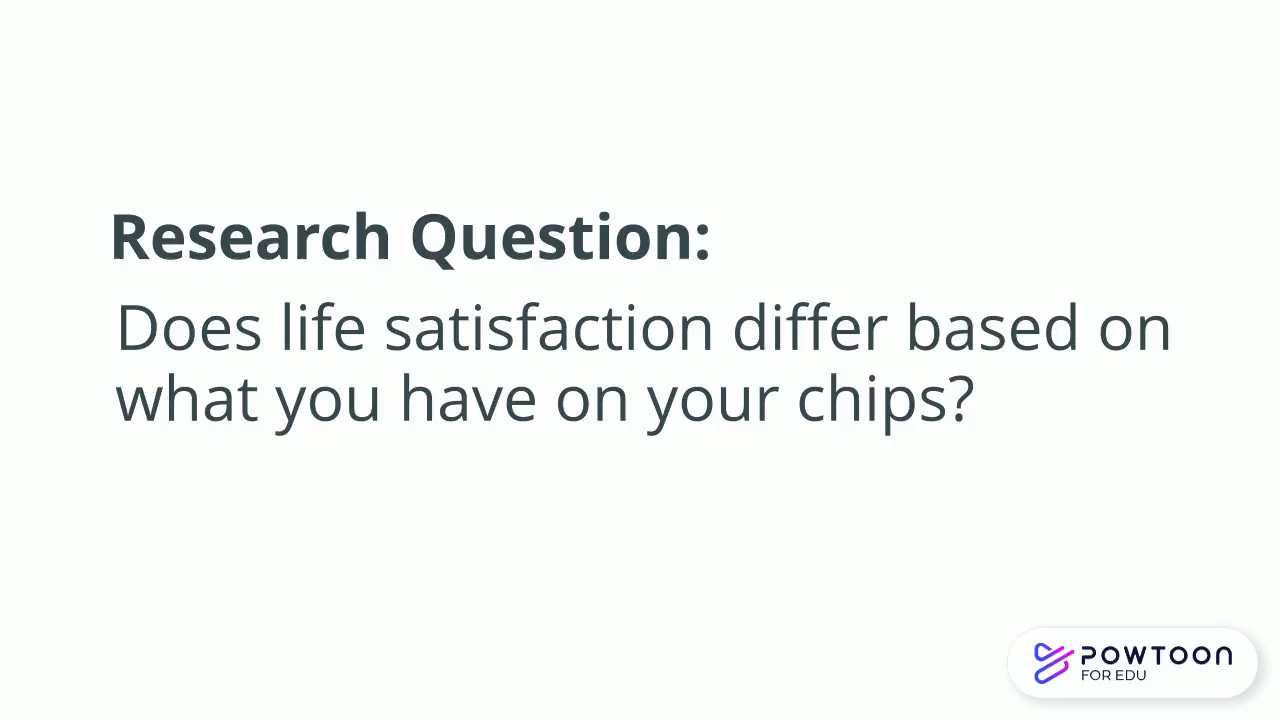 Research Question:
Does life satisfaction differ based on
what you have on your chips?
POWTOON
FOR EDU